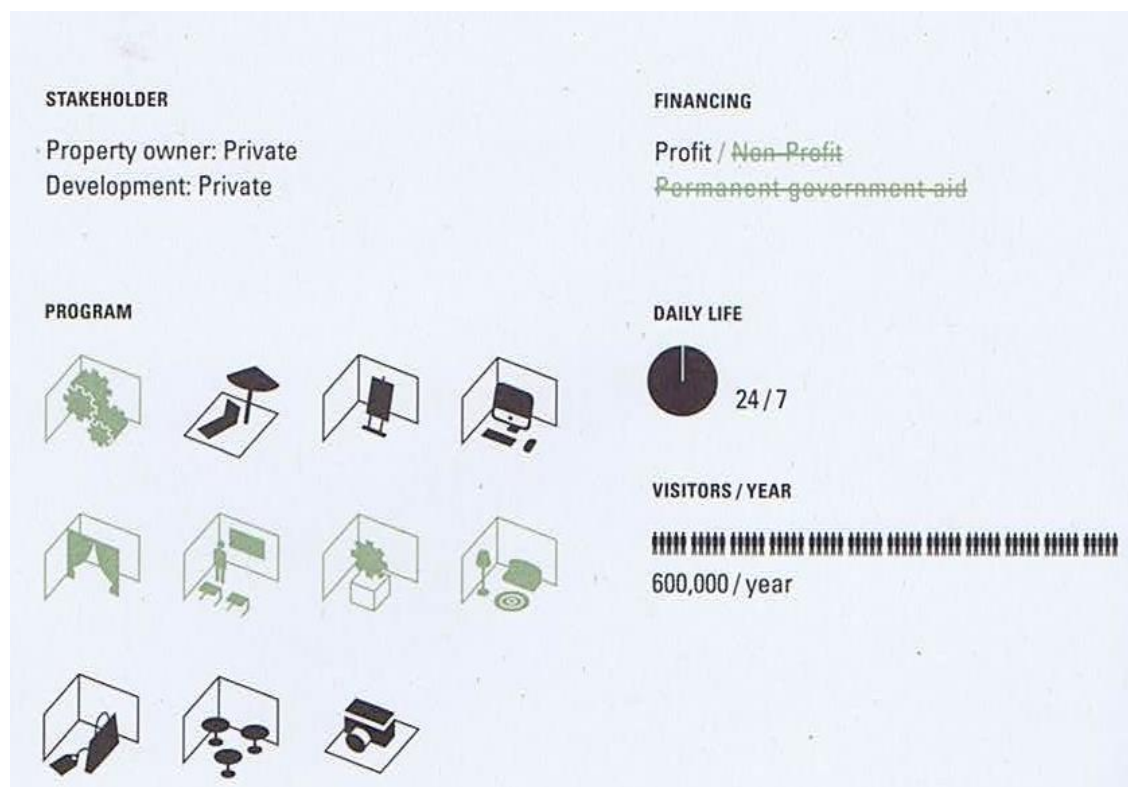 STAKEHOLDER
Property owner: Private
Development: Private
FINANCING
Profit / Non-Profit
Permanent government aid
PROGRAM
DAILY LIFE
24/7
VISITORS / YEAR
600,000 / year